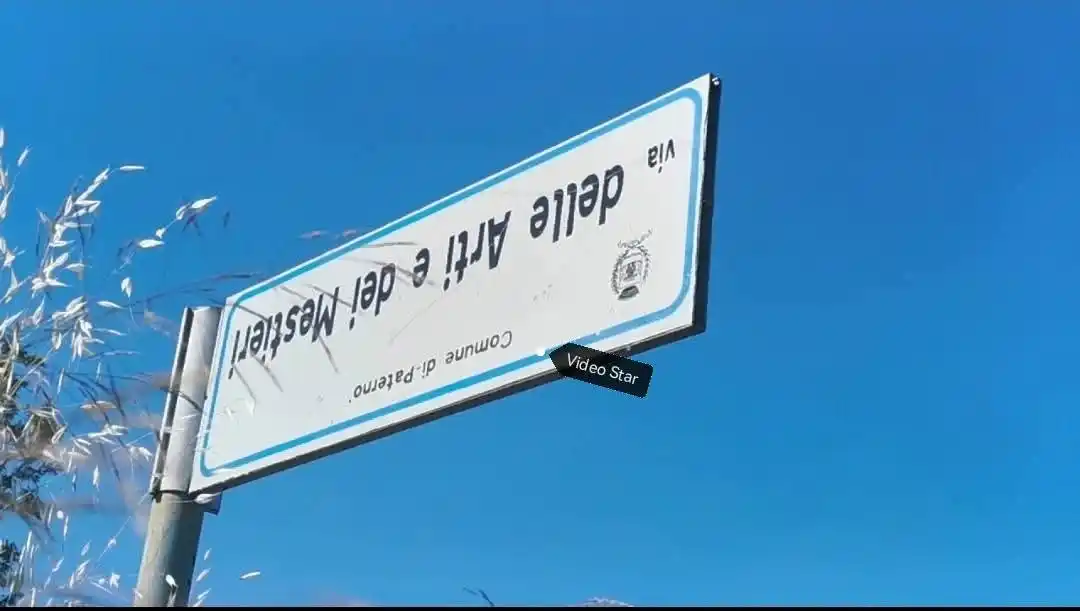 via
delle Arti e dei Mestieri
Comune di Paternò
Video Star